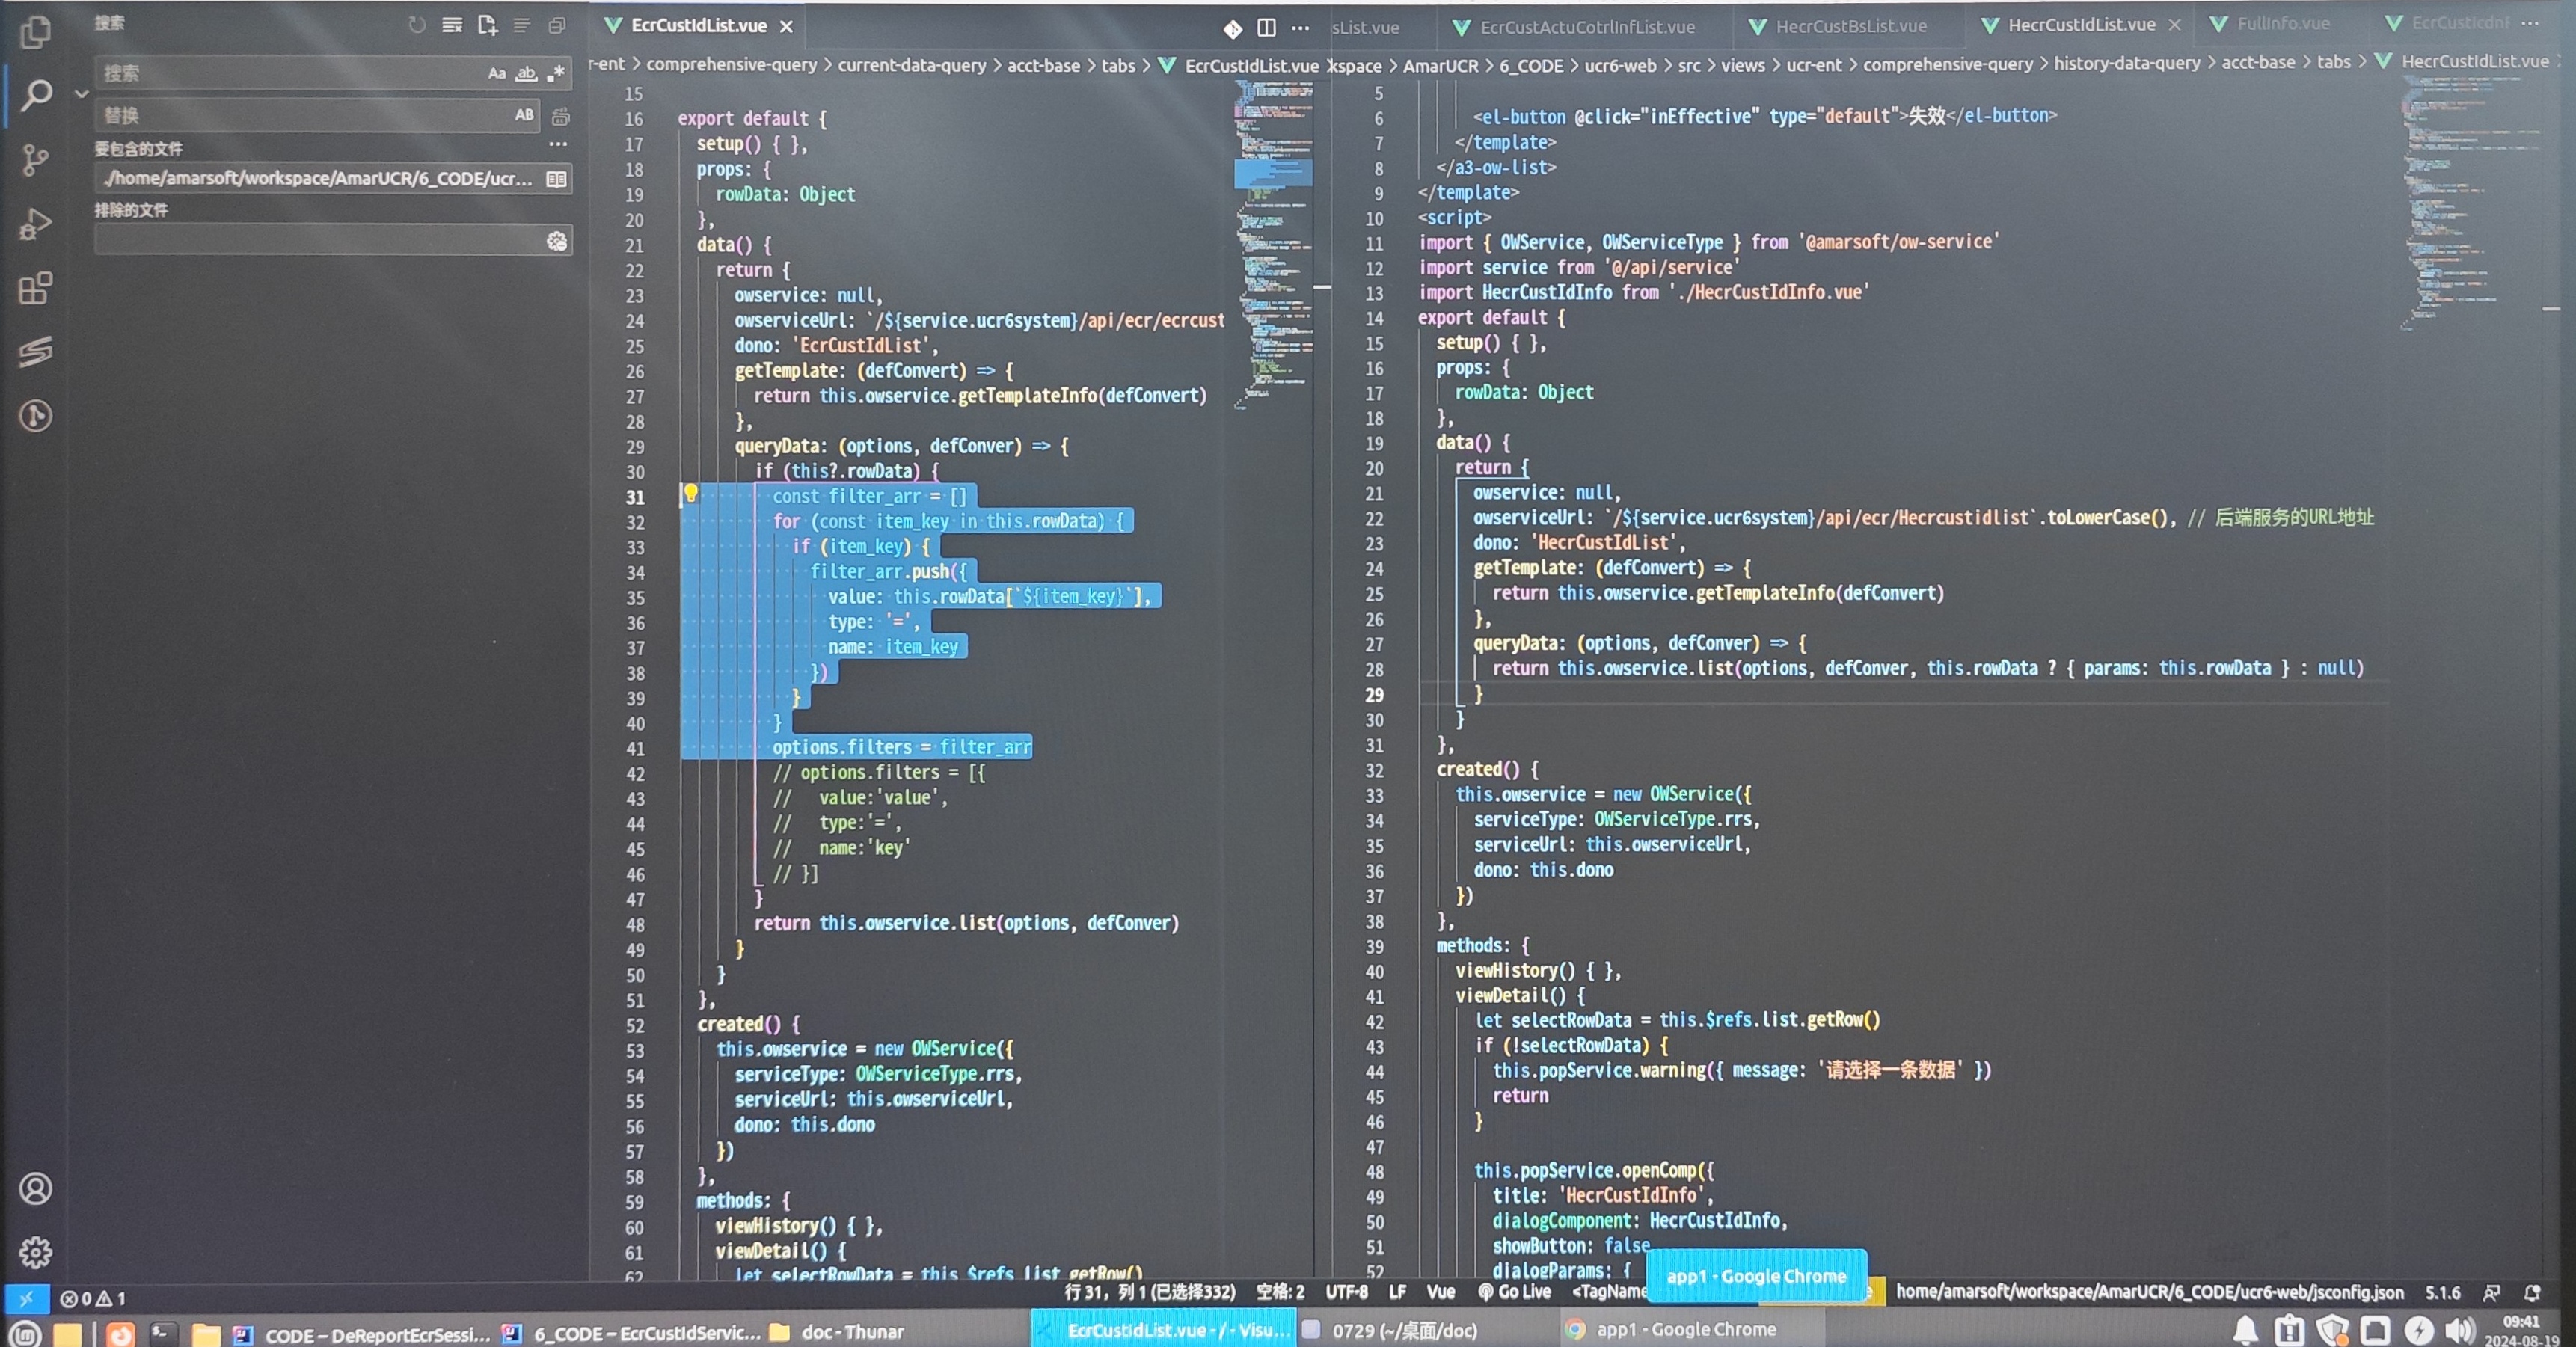 搜索
搜索
Aa ab .*
替换
AB
要包含的文件
./home/amarsoft/workspace/AmarUCR/6_CODE/ucr...
排除的文件
EcrCustIdList.vue
r-ent > comprehensive-query > current-data-query > acct-base > tabs > EcrCustIdList.vue
15
16 export default {
17 setup() { },
18 props: {
19 rowData: Object
20 },
21 data() {
22 return {
23 owservice: null,
24 owserviceUrl: `/${service.ucr6system}/api/ecr/ecrcust
25 dono: 'EcrCustIdList',
26 getTemplate: (defConvert) => {
27 return this.owservice.getTemplateInfo(defConvert)
28 },
29 queryData: (options, defConver) => {
30 if (this?.rowData) {
31 const filter_arr = []
32 for (const item_key in this.rowData) {
33 if (item_key) {
34 filter_arr.push({
35 value: this.rowData[`${item_key}`],
36 type: '=',
37 name: item_key
38 })
39 }
40 }
41 options.filters = filter_arr
42 // options.filters = [{
43 // value:'value',
44 // type:'=',
45 // name:'key'
46 // }]
47 }
48 return this.owservice.list(options, defConver)
49 }
50 }
51 },
52 created() {
53 this.owservice = new OWService({
54 serviceType: OWServiceType.rrs,
55 serviceUrl: this.owserviceUrl,
56 dono: this.dono
57 })
58 },
59 methods: {
60 viewHistory() { },
61 viewDetail() {
62 let selectRowData = this.$refs.list.getRow()
sList.vue EcrCustActuCotrlInfList.vue HecrCustBsList.vue HecrCustIdList.vue FullInfo.vue
kspace > AmarUCR > 6_CODE > ucr6-web > src > views > ucr-ent > comprehensive-query > history-data-query > acct-base > tabs > HecrCustIdList.vue
5
6 <el-button @click="inEffective" type="default">失效</el-button>
7 </template>
8 </a3-ow-list>
9 </template>
10 <script>
11 import { OWService, OWServiceType } from '@amarsoft/ow-service'
12 import service from '@/api/service'
13 import HecrCustIdInfo from './HecrCustIdInfo.vue'
14 export default {
15 setup() { },
16 props: {
17 rowData: Object
18 },
19 data() {
20 return {
21 owservice: null,
22 owserviceUrl: `/${service.ucr6system}/api/ecr/Hecrcustidlist`.toLowerCase(), // 后端服务的URL地址
23 dono: 'HecrCustIdList',
24 getTemplate: (defConvert) => {
25 return this.owservice.getTemplateInfo(defConvert)
26 },
27 queryData: (options, defConver) => {
28 return this.owservice.list(options, defConver, this.rowData ? { params: this.rowData } : null)
29 }
30 }
31 },
32 created() {
33 this.owservice = new OWService({
34 serviceType: OWServiceType.rrs,
35 serviceUrl: this.owserviceUrl,
36 dono: this.dono
37 })
38 },
39 methods: {
40 viewHistory() { },
41 viewDetail() {
42 let selectRowData = this.$refs.list.getRow()
43 if (!selectRowData) {
44 this.popService.warning({ message: '请选择一条数据' })
45 return
46 }
47
48 this.popService.openComp({
49 title: 'HecrCustIdInfo',
50 dialogComponent: HecrCustIdInfo,
51 showButton: false
52 dialogParams: {
app1 - Google Chrome
0 1
行 31，列 1 (已选择332) 空格: 2 UTF-8 LF Vue Go Live <TagName home/amarsoft/workspace/AmarUCR/6_CODE/ucr6-web/jsconfig.json 5.1.6
CODE – DeReportEcrSessi... 6_CODE – EcrCustIdServic... doc - Thunar EcrCustIdList.vue - / - Visu... 0729 (~/桌面/doc) app1 - Google Chrome
09:41
2024-08-19